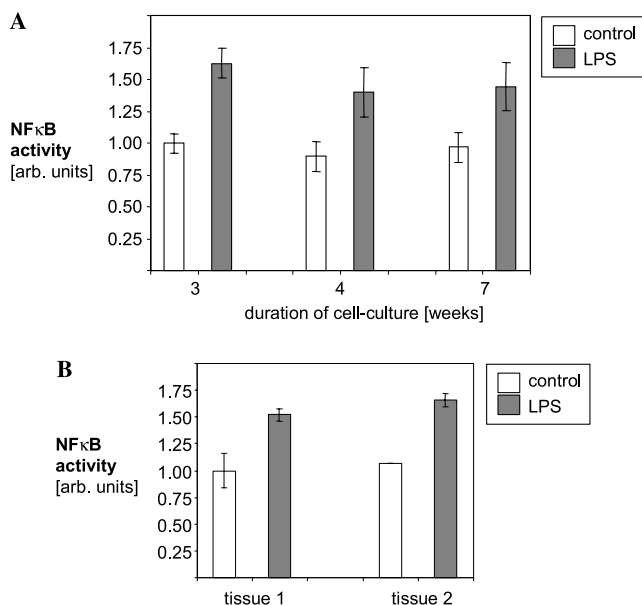 A
control
LPS
NFκB
activity
[arb. units]
1.75
1.50
1.25
1.00
0.75
0.50
0.25
3 4 7
duration of cell-culture [weeks]
B
control
LPS
NFκB
activity
[arb. units]
1.75
1.50
1.25
1.00
0.75
0.50
0.25
tissue 1 tissue 2